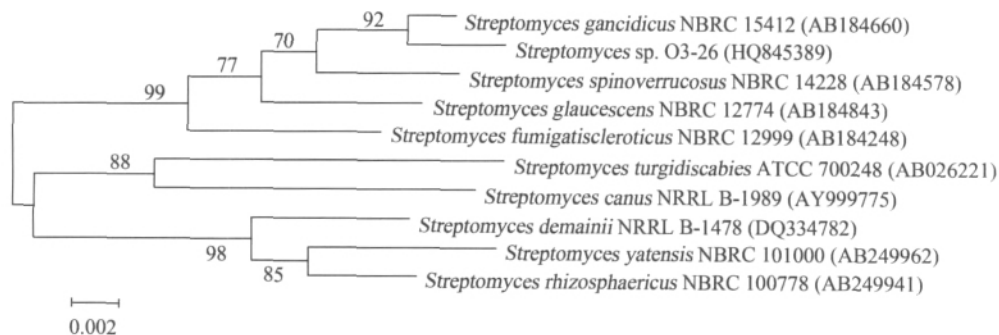 92
Streptomyces gancidicus NBRC 15412 (AB184660)
70
Streptomyces sp. O3-26 (HQ845389)
77
Streptomyces spinoverrucosus NBRC 14228 (AB184578)
99
Streptomyces glaucescens NBRC 12774 (AB184843)
Streptomyces fumigatiscleroticus NBRC 12999 (AB184248)
88
Streptomyces turgidiscabies ATCC 700248 (AB026221)
Streptomyces canus NRRL B-1989 (AY999775)
Streptomyces demainii NRRL B-1478 (DQ334782)
98
Streptomyces yatensis NBRC 101000 (AB249962)
85
Streptomyces rhizosphaericus NBRC 100778 (AB249941)
0.002